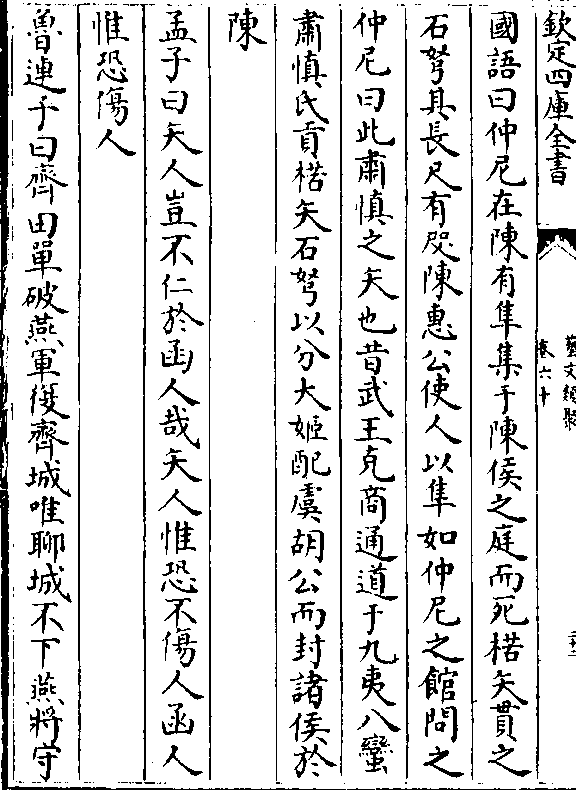 欽定四庫全書
藝文類聚
卷六十
國語曰仲尼在陳有隼集于陳侯之庭而死楛矢貫之
石弩其長尺有咫陳惠公使人以隼如仲尼之館問之
仲尼曰此肅慎之矢也昔武王克商通道于九夷八蠻
肅慎氏貢楛矢石弩以分大姬配虞胡公而封諸侯於
陳
孟子曰矢人豈不仁於函人哉矢人惟恐不傷人函人
惟恐傷人
魯連子曰齊田單破燕軍復齊城唯聊城不下燕將守